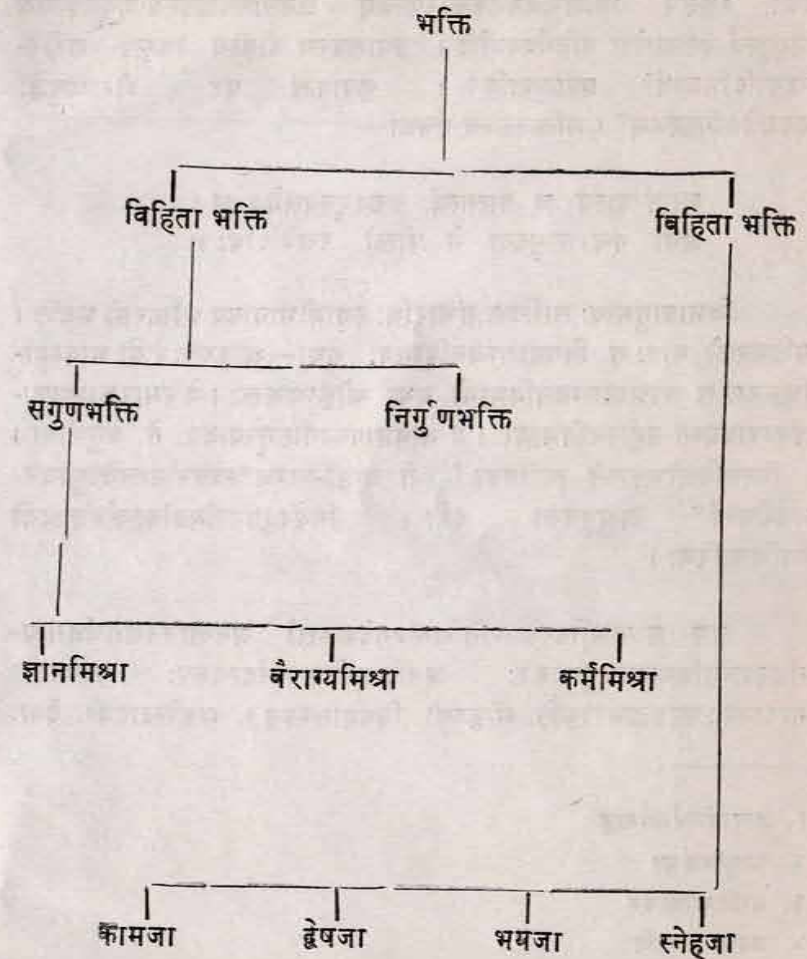 भक्ति
विहिता भक्ति बिहिता भक्ति
सगुणभक्ति निर्गुणभक्ति
ज्ञानमिश्रा वैराग्यमिश्रा कर्ममिश्रा
कामजा द्वेषजा भयजा स्नेहजा